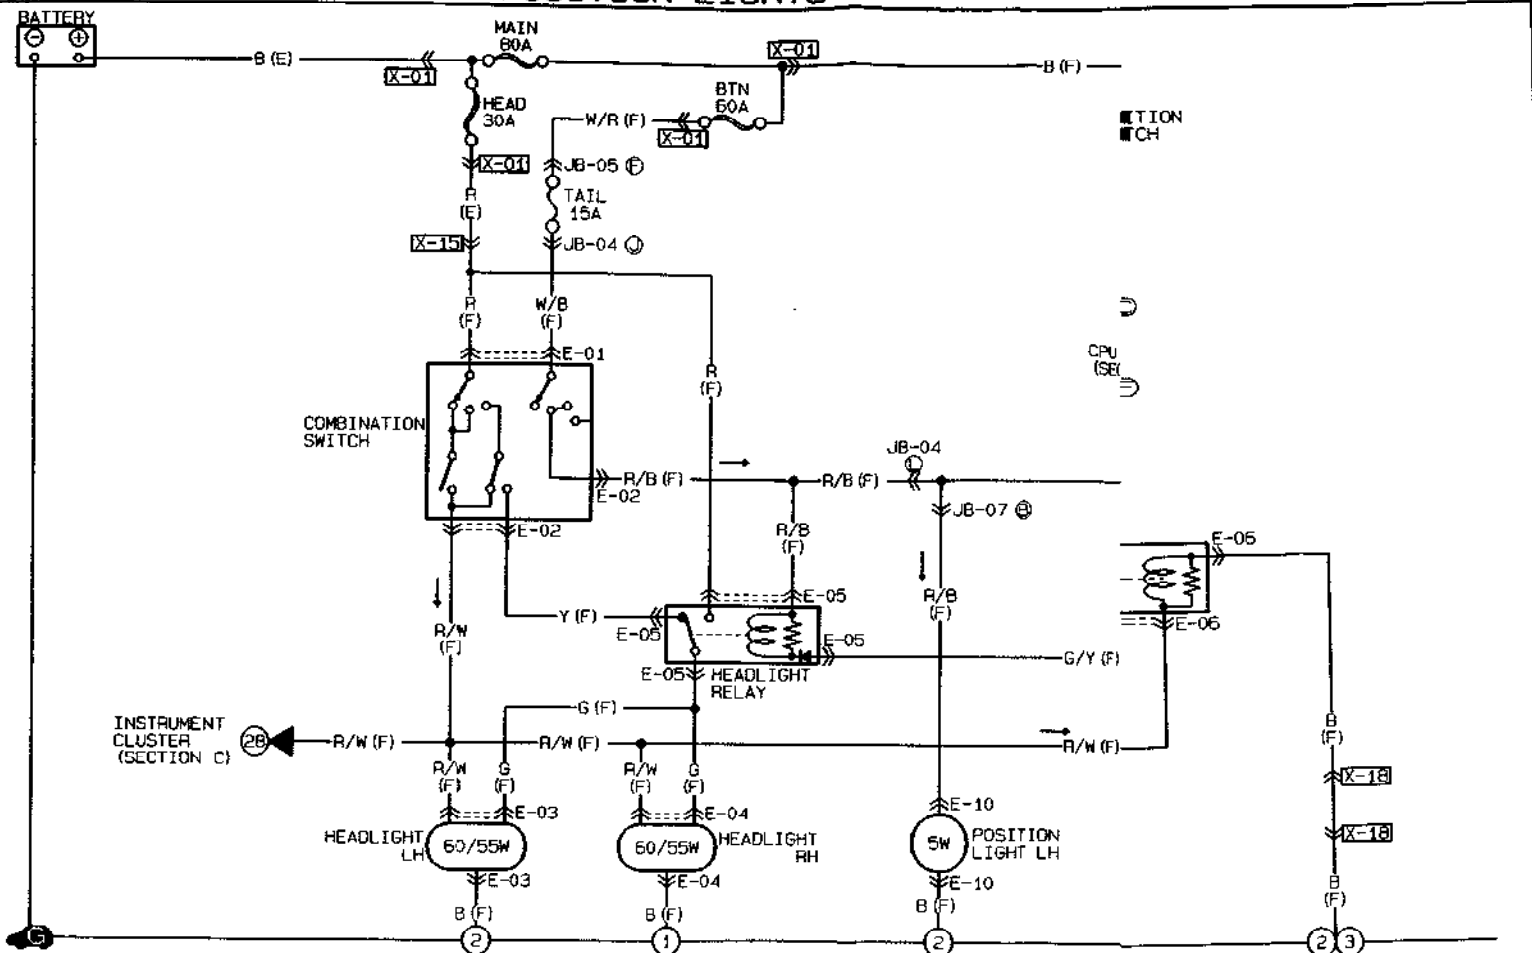 BATTERY
MAIN
80A
B (E)
X-01
X-01
B (F)
HEAD
30A
BTN
60A
W/R (F)
X-01
X-01
JB-05 F
TAIL
15A
R
(E)
X-15
JB-04 J
R
(F)
W/B
(F)
E-01
R
(F)
CPU
COMBINATION
SWITCH
JB-04
L
R/B (F)
R/B (F)
E-02
JB-07 B
E-02
R/B
(F)
E-06
R/B
(F)
E-05
Y (F)
E-05
E-05
E-06
R/W
(F)
G/Y (F)
E-05
HEADLIGHT
RELAY
G (F)
INSTRUMENT
CLUSTER
(SECTION C)
28
R/W (F)
R/W (F)
R/W (F)
B
(F)
R/W
(F)
G
(F)
R/W
(F)
G
(F)
X-18
E-03
E-04
E-10
X-18
HEADLIGHT
LH
60/55W
60/55W
HEADLIGHT
RH
5W
POSITION
LIGHT LH
E-03
E-04
E-10
B
(F)
B (F)
B (F)
B (F)
G
2
1
2
2
3